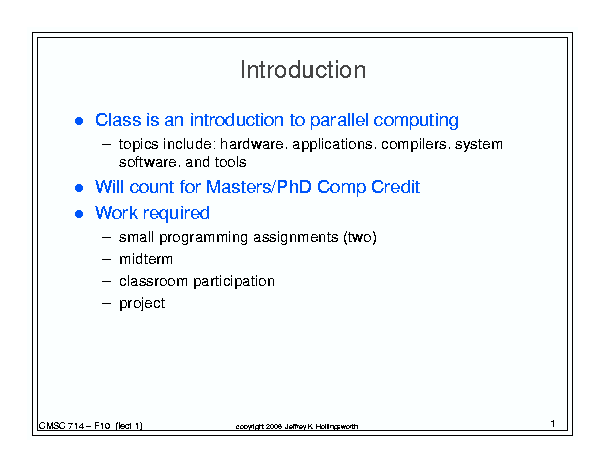 Introduction
● Class is an introduction to parallel computing
– topics include: hardware, applications, compilers, system
software, and tools
● Will count for Masters/PhD Comp Credit
● Work required
– small programming assignments (two)
– midterm
– classroom participation
– project
CMSC 714 – F10 (lect 1)
copyright 2006 Jeffrey K. Hollingsworth
1